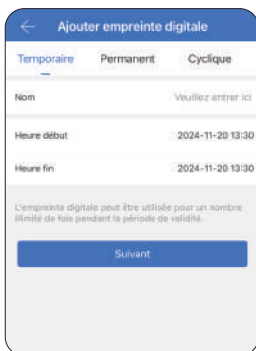 Ajouter empreinte digitale
Temporaire Permanent Cyclique
Nom Veuillez entrer ici
Heure début 2024-11-20 13:30
Heure fin 2024-11-20 13:30
L'empreinte digitale peut être utilisée pour un nombre
illimité de fois pendant la période de
validité.
Suivant